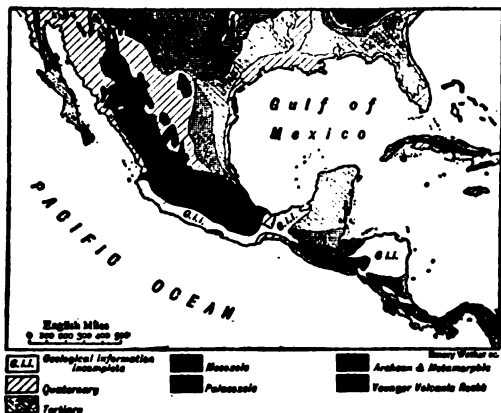 Gulf of
Mexico
G.I.I.
G.I.I.
G.I.I.
PACIFIC OCEAN
English Miles
Emery Walker sc.
G.I.I. Geological Information
Incomplete
Quaternary
Tertiary
Mesozoic
Palaeozoic
Archean & Metamorphic
Younger Volcanic Rocks